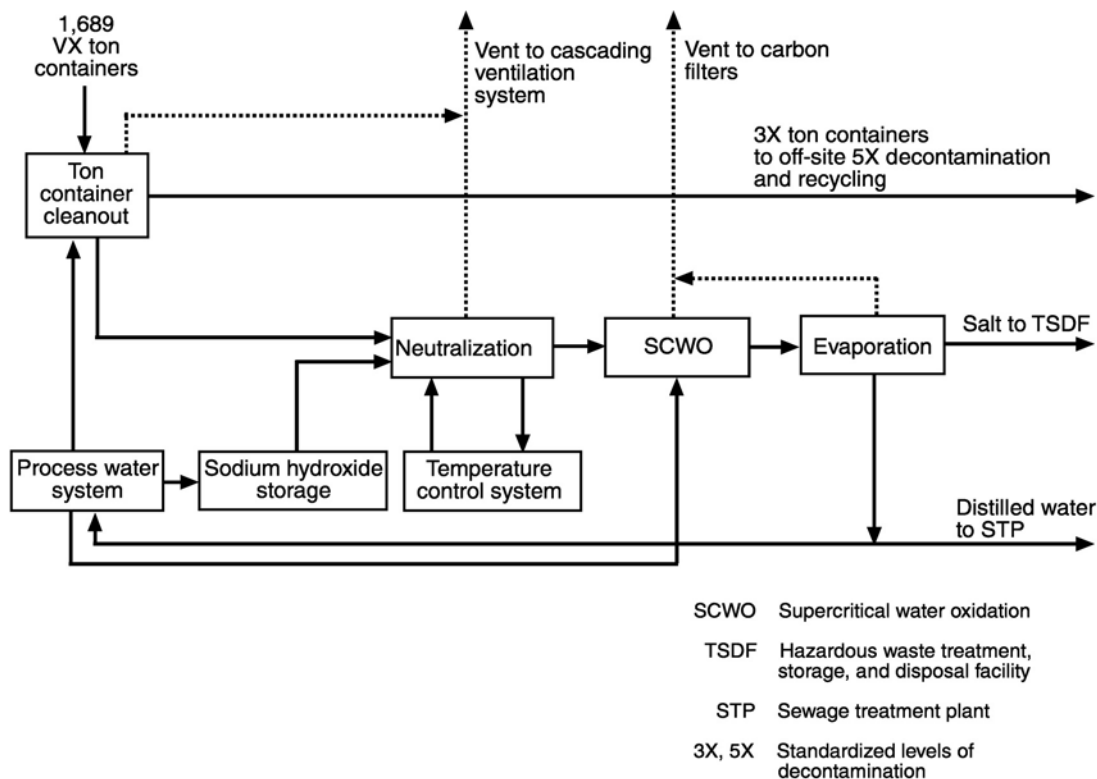 1,689
VX ton
containers
Vent to cascading
ventilation
system
Vent to carbon
filters
3X ton containers
to off-site 5X decontamination
and recycling
Ton
container
cleanout
Neutralization
SCWO
Evaporation
Salt to TSDF
Process water
system
Sodium hydroxide
storage
Temperature
control system
Distilled water
to STP
SCWO Supercritical water oxidation
TSDF Hazardous waste treatment,
storage, and disposal facility
STP Sewage treatment plant
3X, 5X Standardized levels of
decontamination